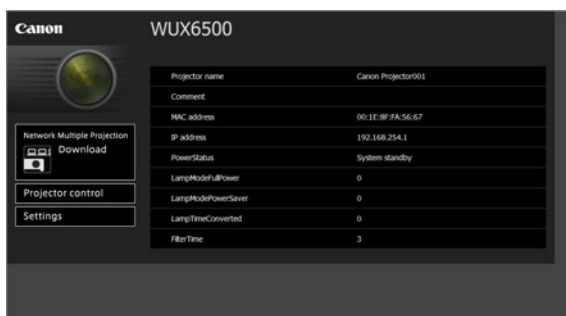 Canon
WUX6500
Projector name Canon Projector001
Comment
MAC address 00:1E:8F:FA:56:67
IP address 192.168.254.1
PowerStatus System standby
LampModeFullPower 0
LampModePowerSaver 0
LampTimeConverted 0
FilterTime 3
Network Multiple Projection
Download
Projector control
Settings